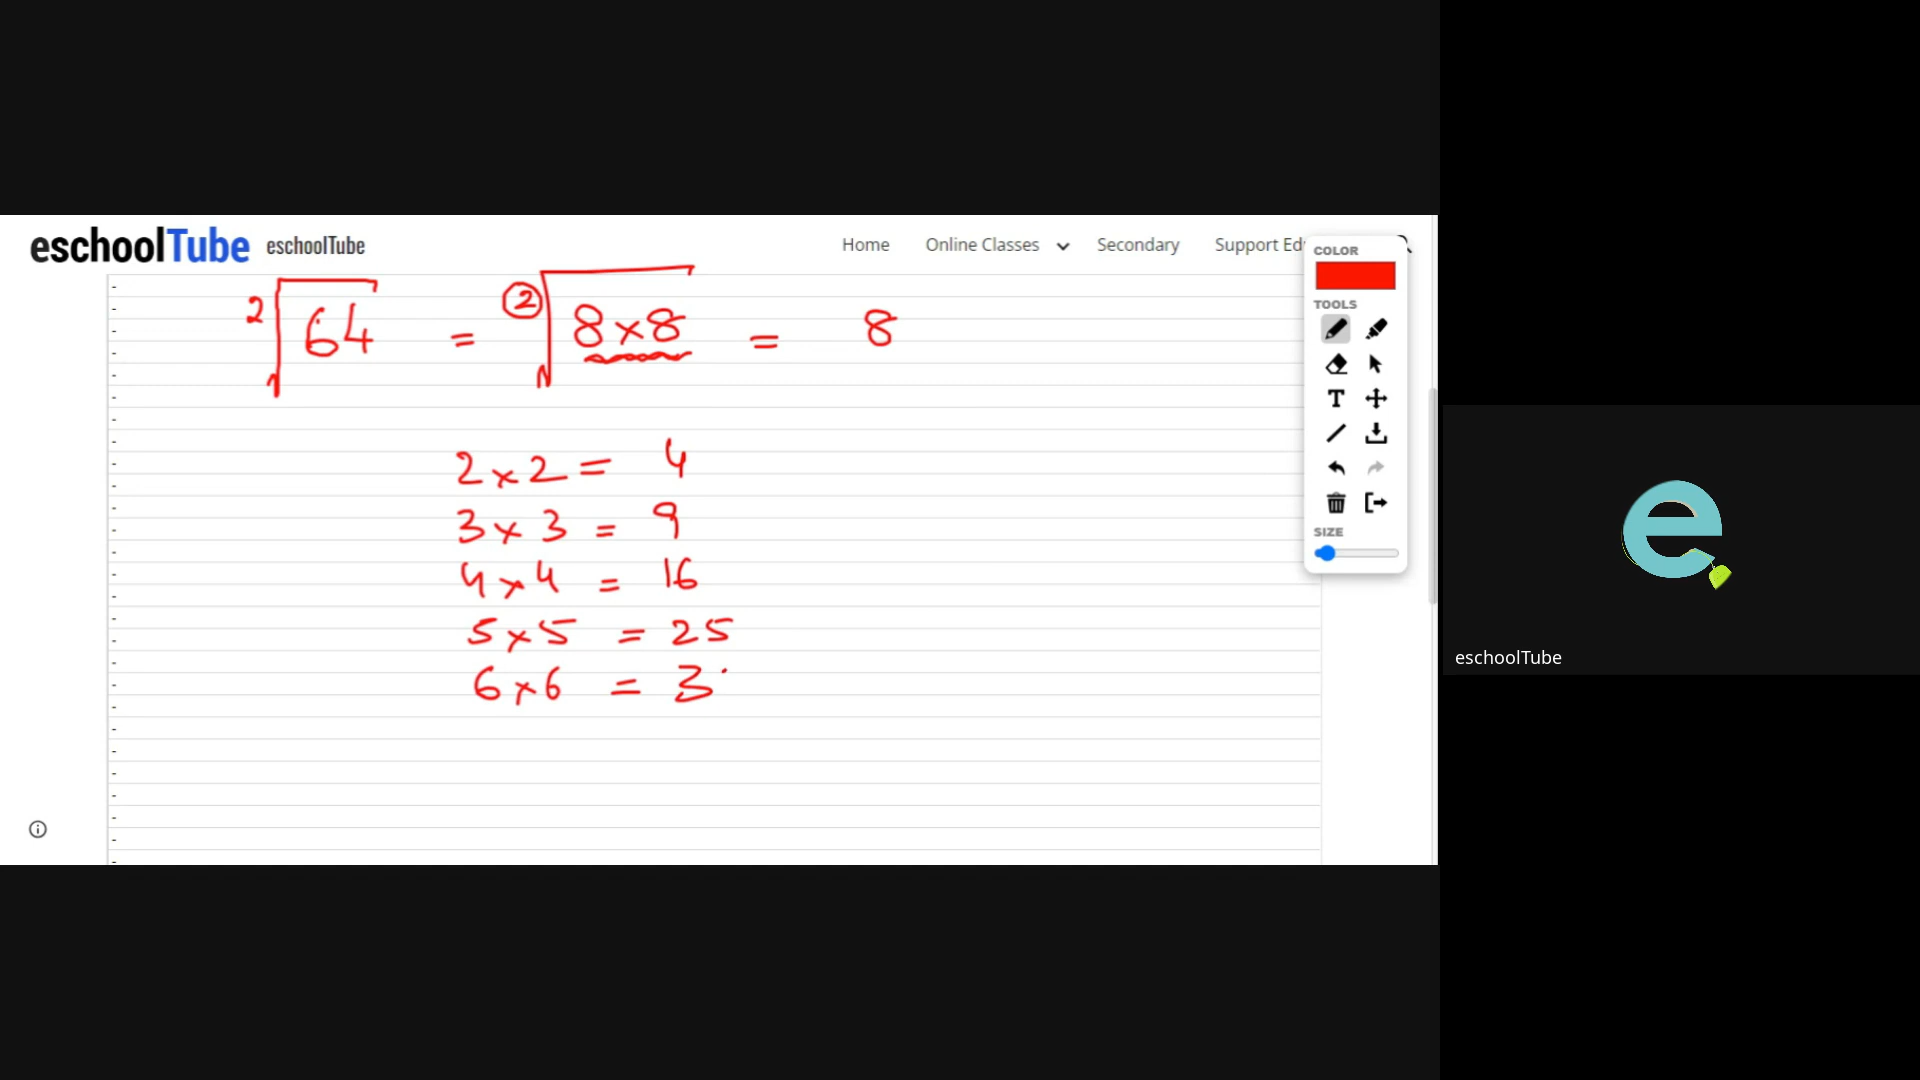 eschoolTube eschoolTube Home Online Classes Secondary Support Ed
COLOR
TOOLS
T
SIZE
²√64 = ²√8×8 = 8
2×2 = 4
3×3 = 9
4×4 = 16
5×5 = 25
6×6 = 3
eschoolTube